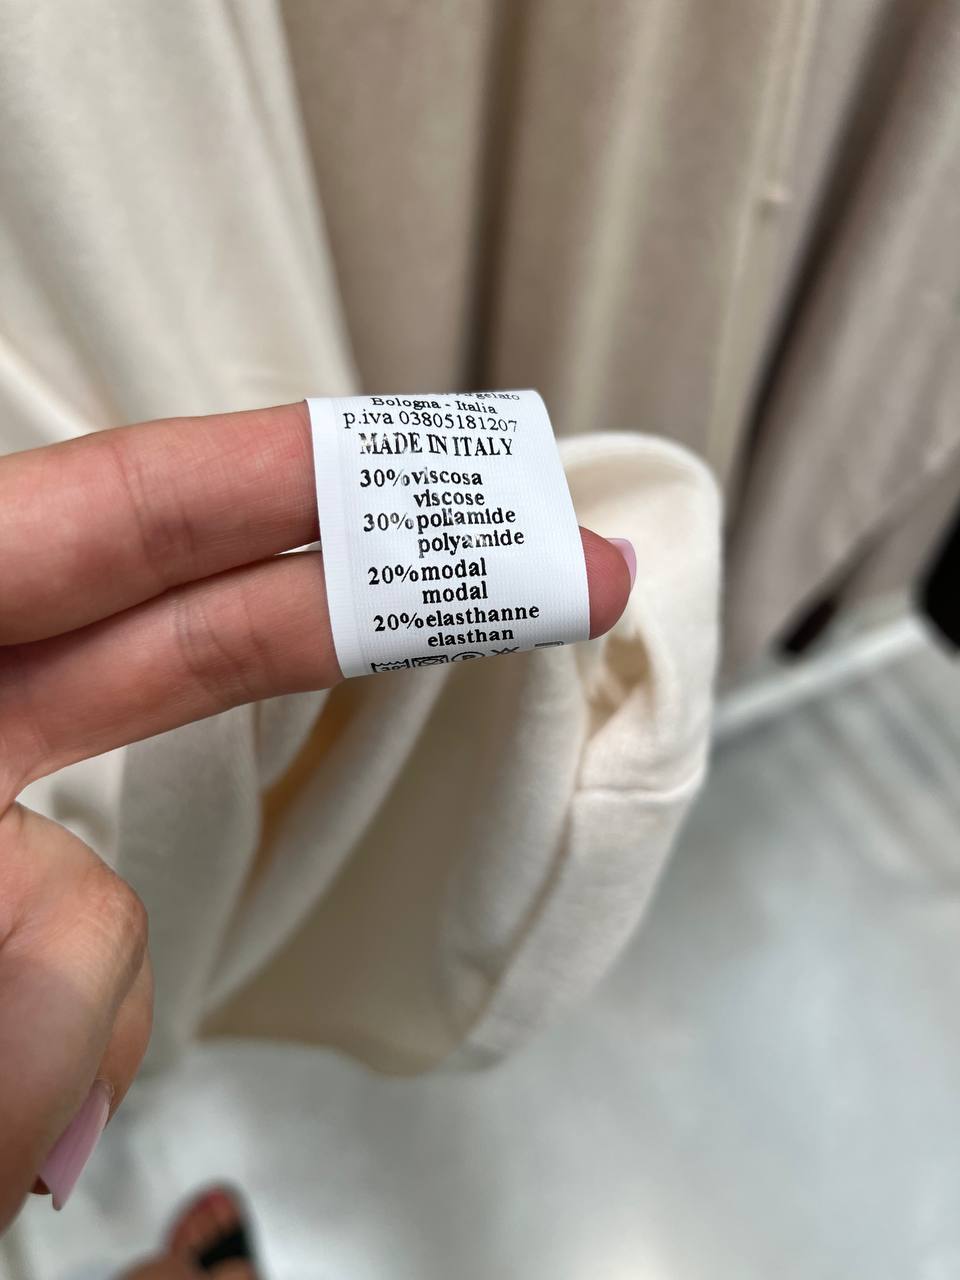 Bologna - Italia
p.iva 03805181207
MADE IN ITALY
30% viscosa
viscose
30% poliamide
polyamide
20% modal
modal
20% elasthanne
elasthan
30°